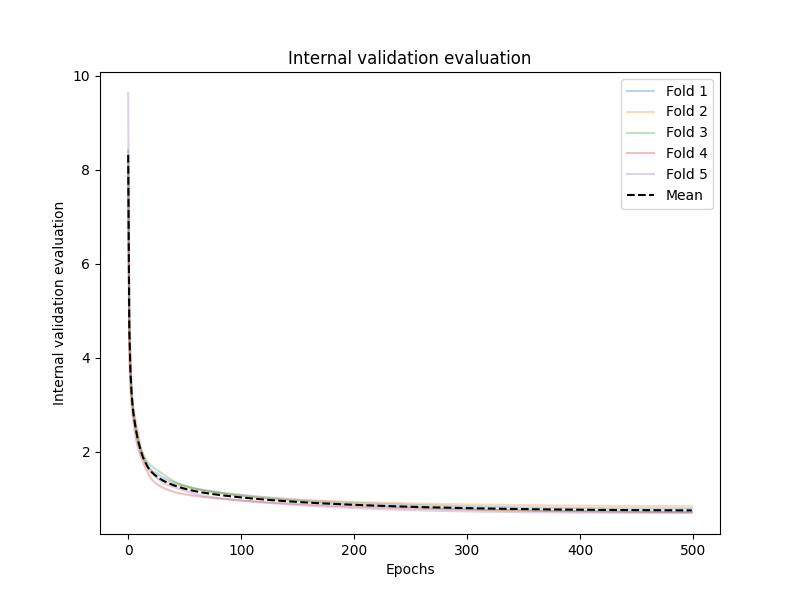 Internal validation evaluation
Internal validation evaluation
10
8
6
4
2
Fold 1
Fold 2
Fold 3
Fold 4
Fold 5
Mean
0 100 200 300 400 500
Epochs